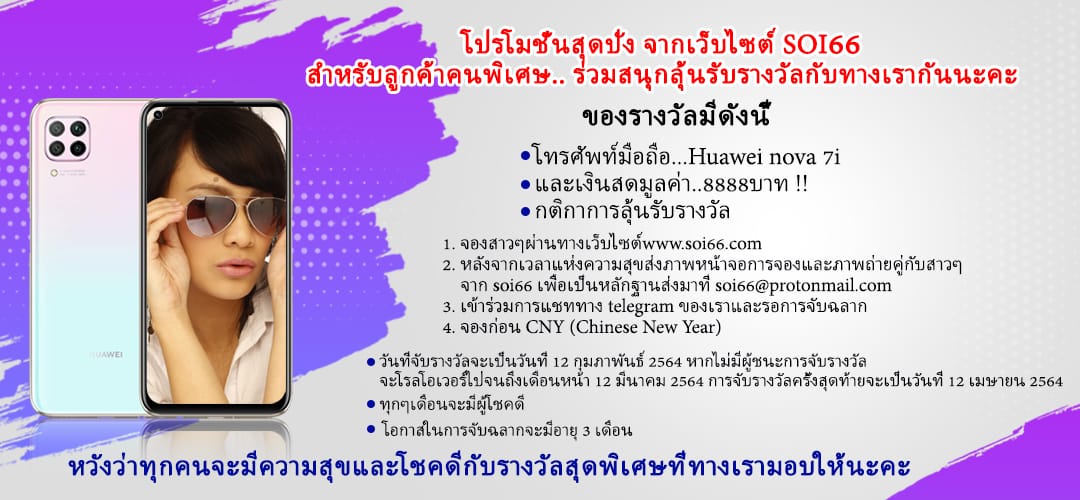 โปรโมชั่นสุดปัง จากเว็บไซต์ SOI66
สำหรับลูกค้าคนพิเศษ.. ร่วมสนุกลุ้นรับรางวัลกับทางเรากันนะคะ
ของรางวัลมีดังนี้
•โทรศัพท์มือถือ...Huawei nova 7i
•และเงินสดมูลค่า..8888บาท !!
•กติกาการลุ้นรับรางวัล
1. จองสาวๆผ่านทางเว็บไซต์www.soi66.com
2. หลังจากเวลาแห่งความสุขส่งภาพหน้าจอการจองและภาพถ่ายคู่กับสาวๆ
จาก soi66 เพื่อเป็นหลักฐานส่งมาที่ soi66@protonmail.com
3. เข้าร่วมการแชททาง telegram ของเราและรอการจับฉลาก
4. จองก่อน CNY (Chinese New Year)
•วันที่จับรางวัลจะเป็นวันที่ 12 กุมภาพันธ์ 2564 หากไม่มีผู้ชนะการจับรางวัล
จะโรลโอเวอร์ไปจนถึงเดือนหน้า 12 มีนาคม 2564 การจับรางวัลครั้งสุดท้ายจะเป็นวันที่ 12 เมษายน 2564
•ทุกๆเดือนจะมีผู้โชคดี
• โอกาสในการจับฉลากจะมีอายุ 3 เดือน
HUAWEI
หวังว่าทุกคนจะมีความสุขและโชคดีกับรางวัลสุดพิเศษที่ทางเรามอบให้นะคะ